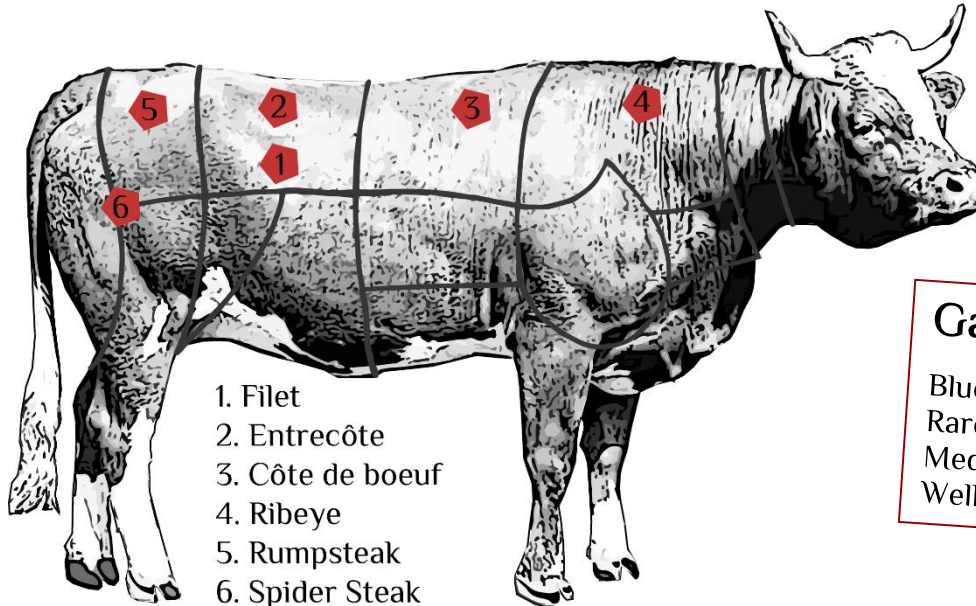 5
2
3
4
1
6
1. Filet
2. Entrecôte
3. Côte de boeuf
4. Ribeye
5. Rumpsteak
6. Spider Steak